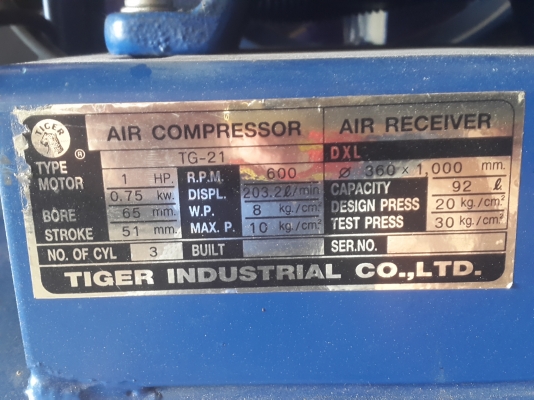 TIGER
®
AIR COMPRESSOR
AIR RECEIVER
TYPE TG-21
MOTOR 1 HP. R.P.M. 600
0.75 kw. DISPL. 203.2ℓ/min
BORE 65 mm. W.P. 8 kg./cm²
STROKE 51 mm. MAX. P. 10 kg./cm²
NO. OF CYL 3 BUILT
DXL
ø 360 x 1,000 mm.
CAPACITY 92 ℓ
DESIGN PRESS 20 kg./cm²
TEST PRESS 30 kg./cm²
SER.NO.
TIGER INDUSTRIAL CO.,LTD.